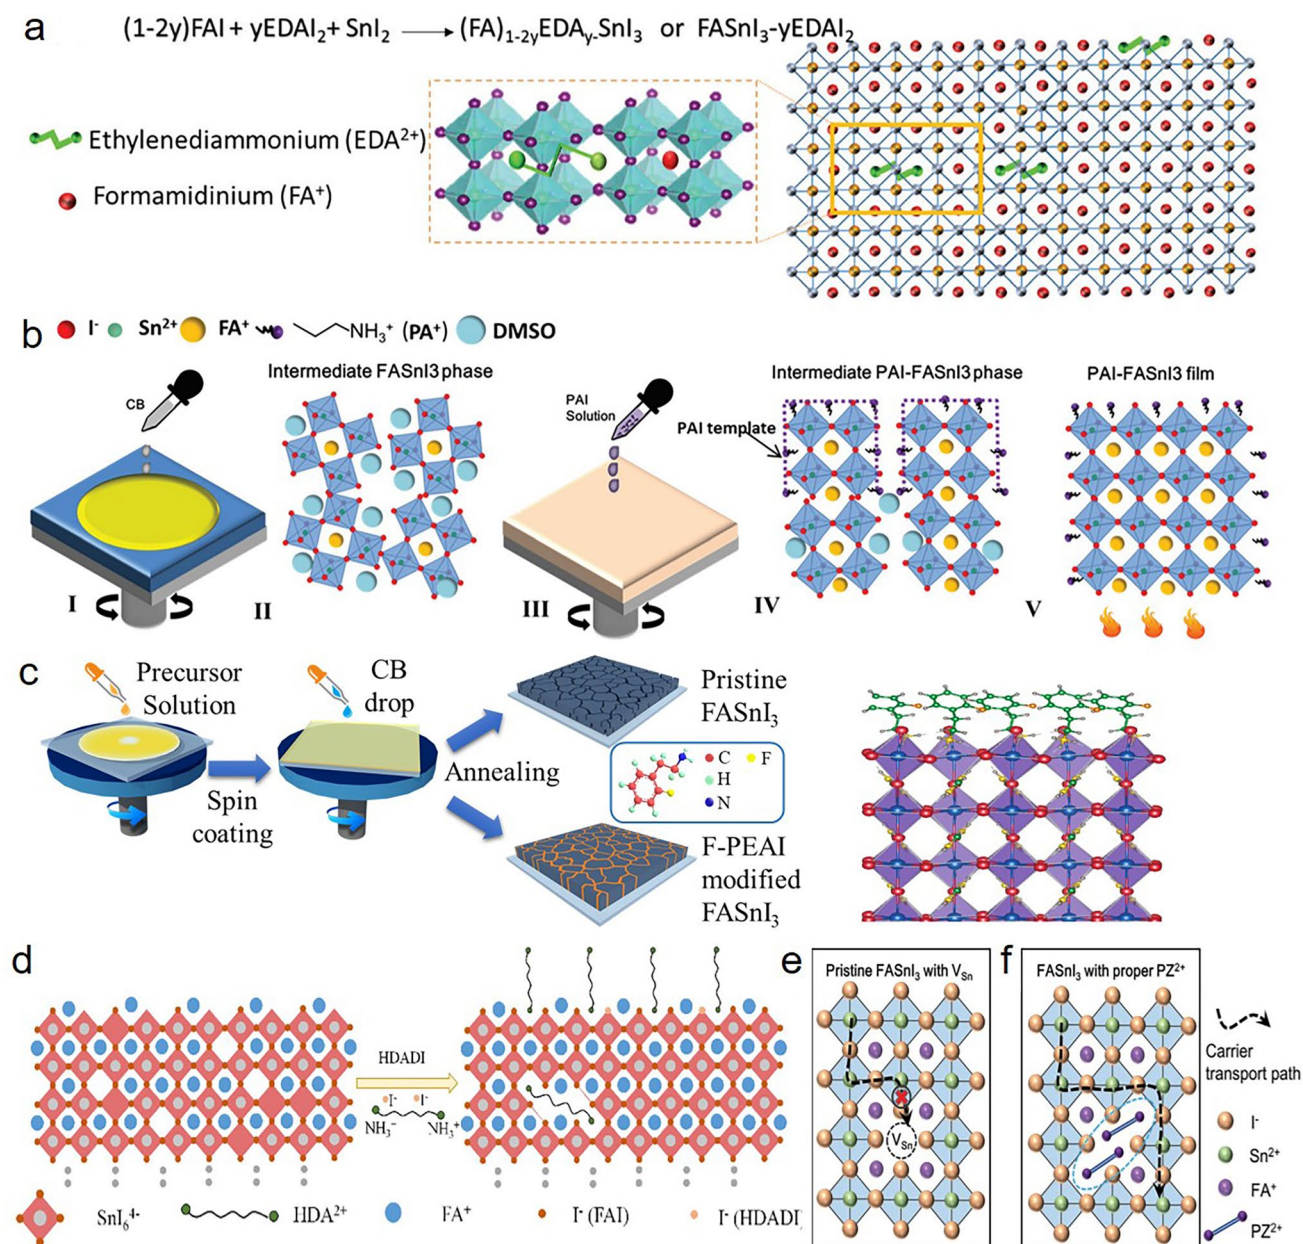 a
(1-2y)FAI + yEDAI₂+ SnI₂ ⟶ (FA)₁₋₂yEDAy-SnI₃ or FASnI₃-yEDAI₂
Ethylenediammonium (EDA²⁺)
Formamidinium (FA⁺)
b
I⁻ Sn²⁺ FA⁺ NH₃⁺ (PA⁺) DMSO
CB
Intermediate FASnI3 phase
PAI
Solution
Intermediate PAI-FASnI3 phase
PAI template
PAI-FASnI3 film
I
II
III
IV
V
c
Precursor
Solution
Spin
coating
CB
drop
Annealing
Pristine
FASnI₃
C F
H
N
F-PEAI
modified
FASnI₃
d
HDADI
I⁻ I⁻
NH₃⁻ NH₃⁺
SnI₆⁴⁻ HDA²⁺ FA⁺ I⁻(FAI) I⁻(HDADI)
e
Pristine FASnI₃ with VSn
VSn
f
FASnI₃ with proper PZ²⁺
Carrier
transport path
I⁻
Sn²⁺
FA⁺
PZ²⁺